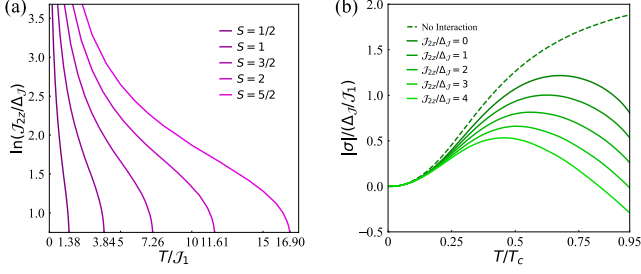 (a)
ln(𝒥₂z/Δ𝒥)
3.5
3.0
2.5
2.0
1.5
1.0
S = 1/2
S = 1
S = 3/2
S = 2
S = 5/2
0 1.38 3.84 5 7.26 10 11.61 15 16.90
T/𝒥₁
(b)
|σ|/(Δ𝒥/𝒥₁)
2.0
1.5
1.0
0.5
0.0
−0.5
No Interaction
𝒥₂z/Δ𝒥 = 0
𝒥₂z/Δ𝒥 = 1
𝒥₂z/Δ𝒥 = 2
𝒥₂z/Δ𝒥 = 3
𝒥₂z/Δ𝒥 = 4
0 0.25 0.50 0.75 0.95
T/Tc